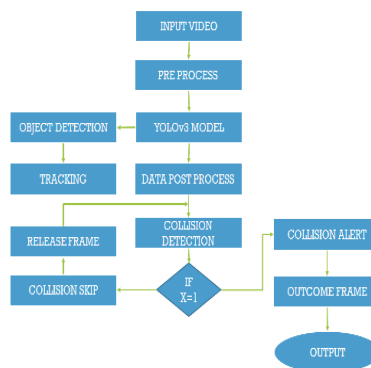 INPUT VIDEO
PRE PROCESS
OBJECT DETECTION
YOLOv3 MODEL
TRACKING
DATA POST PROCESS
RELEASE FRAME
COLLISION
DETECTION
COLLISION ALERT
COLLISION SKIP
IF
X=1
OUTCOME FRAME
OUTPUT